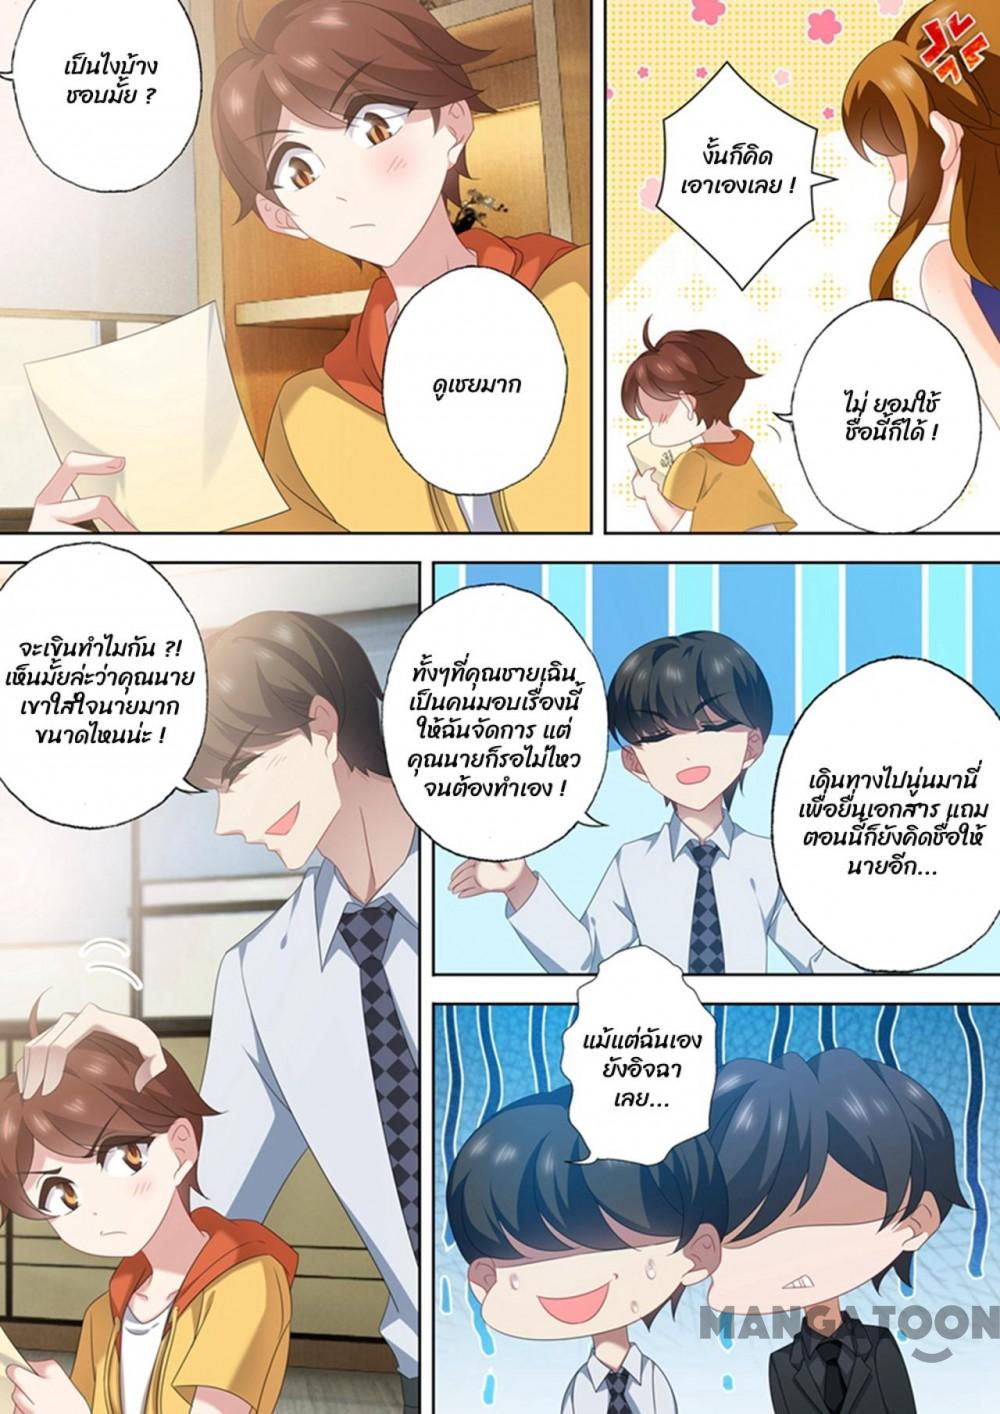 เป็นไงบ้าง
ชอบมั้ย ?
ดูเชยมาก
งั้นก็คิด
เอาเองเลย !
ไม่ ยอมใช้
ชื่อนี้ก็ได้ !
จะเขินทำไมกัน ?!
เห็นมั้ยล่ะว่าคุณนาย
เขาใส่ใจนายมาก
ขนาดไหนน่ะ !
ทั้งๆที่คุณชายเฉิน
เป็นคนมอบเรื่องนี้
ให้ฉันจัดการ แต่
คุณนายก็รอไม่ไหว
จนต้องทำเอง !
เดินทางไปนู่นมานี่
เพื่อยื่นเอกสาร แถม
ตอนนี้ก็ยังคิดชื่อให้
นายอีก...
แม้แต่ฉันเอง
ยังอิจฉา
เลย...
MANGATOON